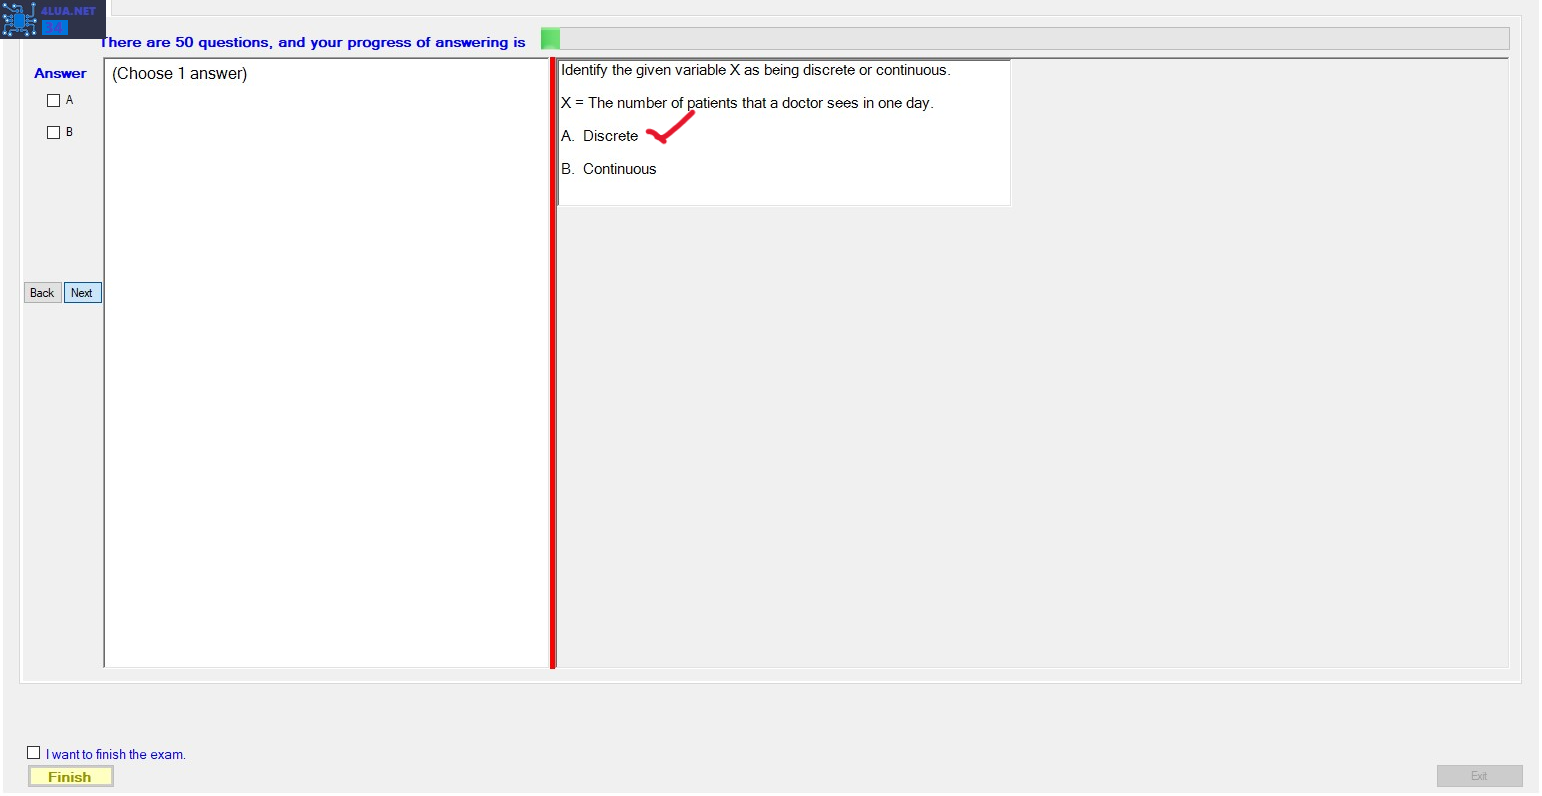 4LUA.NET
34
There are 50 questions, and your progress of answering is
Answer
A
B
Back Next
(Choose 1 answer)
Identify the given variable X as being discrete or continuous.
X = The number of patients that a doctor sees in one day.
A. Discrete
B. Continuous
I want to finish the exam.
Finish
Exit